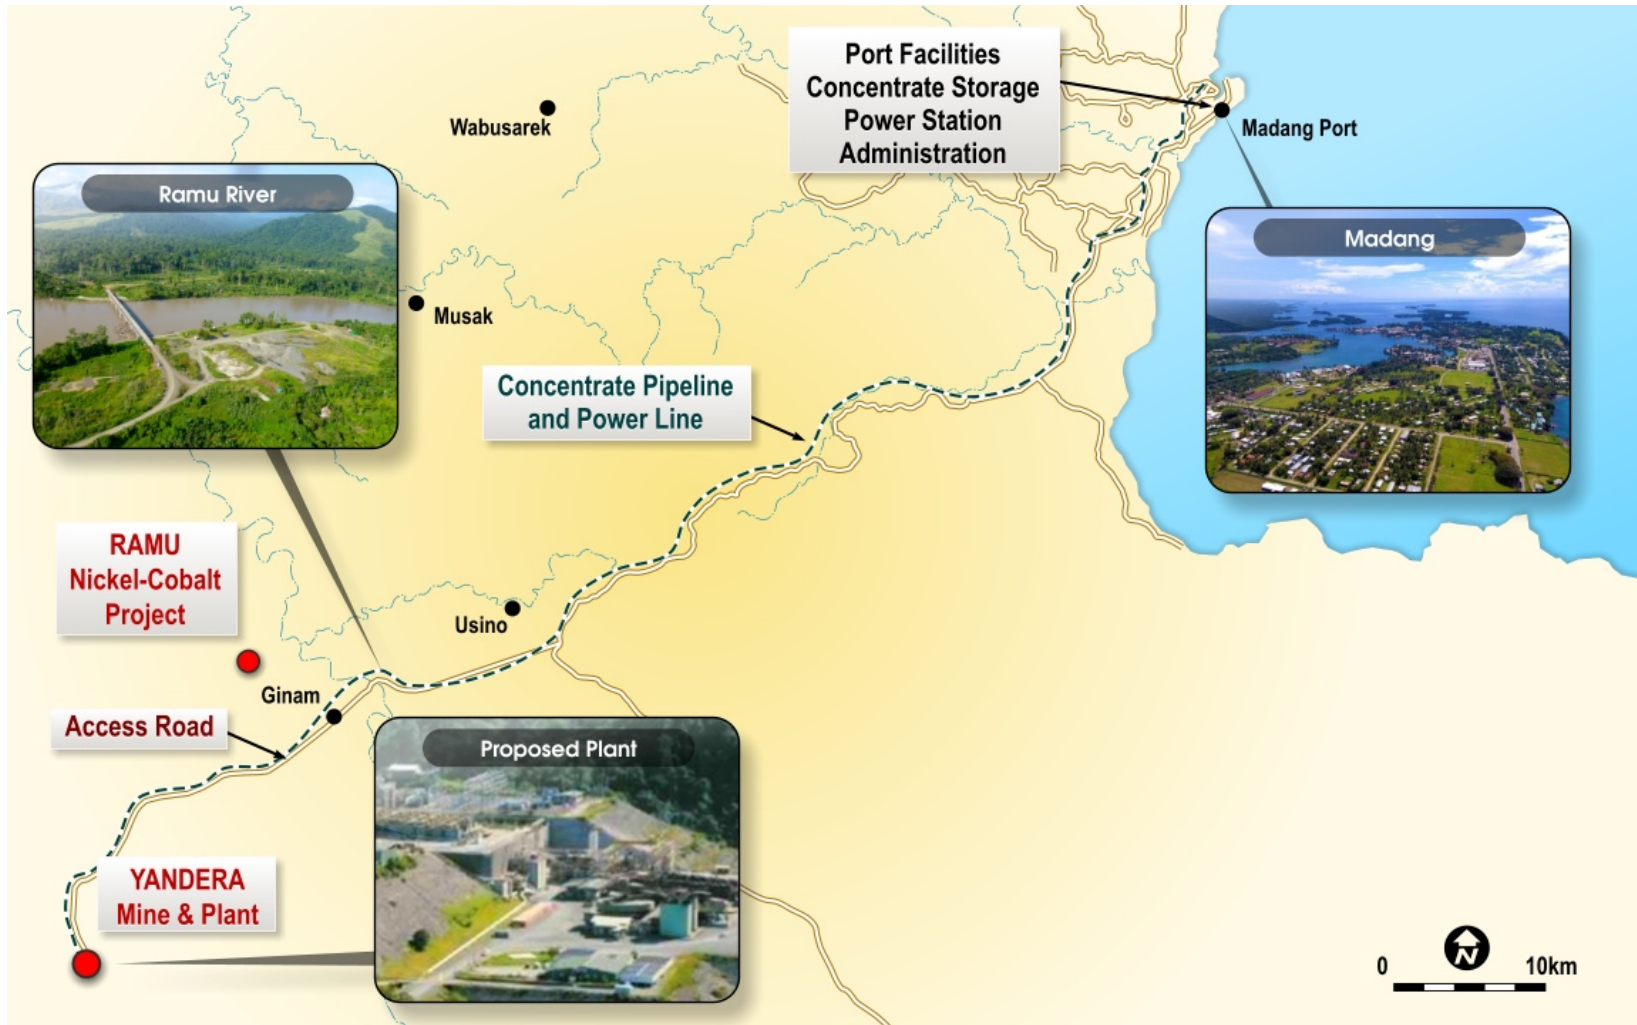 Port Facilities
Concentrate Storage
Power Station
Administration
Wabusarek
Madang Port
Ramu River
Madang
Musak
Concentrate Pipeline
and Power Line
RAMU
Nickel-Cobalt
Project
Usino
Ginam
Access Road
Proposed Plant
YANDERA
Mine & Plant
N
0 10km